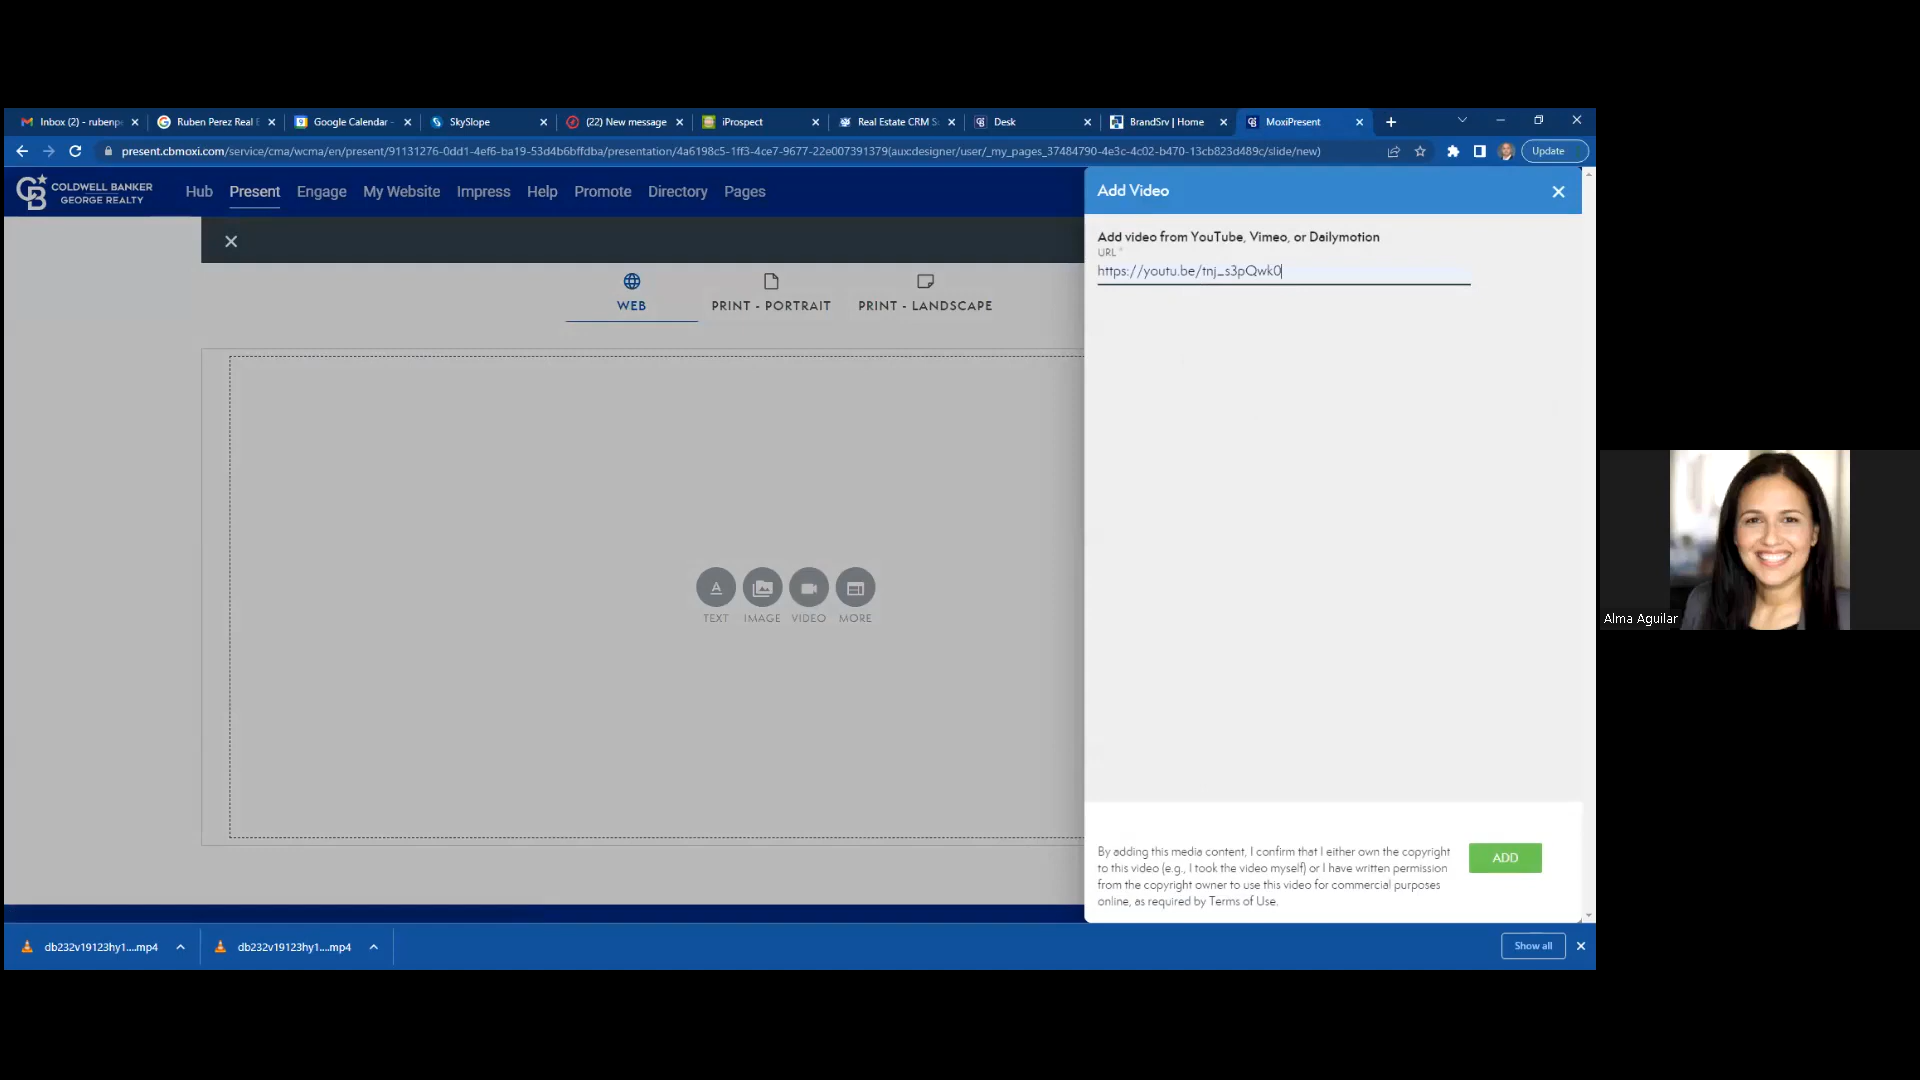 Inbox (2) - rubenp
Ruben Perez Real E
Google Calendar -
SkySlope
(22) New message
iProspect
Real Estate CRM S
Desk
BrandSrv | Home
MoxiPresent
present.cbmoxi.com/service/cma/wcma/en/present/91131276-0dd1-4ef6-ba19-53d4b6bffdba/presentation/4a6198c5-1ff3-4ce7-9677-22e007391379(auxcdesigner/user/_my_pages_37484790-4e3c-4c02-b470-13cb823d489c/slide/new)
Update
CB
COLDWELL BANKER
GEORGE REALTY
Hub
Present
Engage
My Website
Impress
Help
Promote
Directory
Pages
Add Video
WEB
PRINT - PORTRAIT
PRINT - LANDSCAPE
Add video from YouTube, Vimeo, or Dailymotion
URL *
https://youtu.be/tnj_s3pQwk0
TEXT
IMAGE
VIDEO
MORE
By adding this media content, I confirm that I either own the copyright
to this video (e.g., I took the video myself) or I have written permission
from the copyright owner to use this video for commercial purposes
online, as required by Terms of Use.
ADD
db232v19123hy1....mp4
db232v19123hy1....mp4
Show all
Alma Aguilar